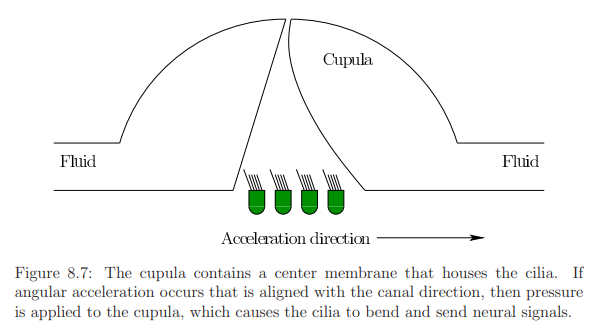 Cupula
Fluid
Fluid
Acceleration direction
Figure 8.7: The cupula contains a center membrane that houses the cilia. If
angular acceleration occurs that is aligned with the canal direction, then pressure
is applied to the cupula, which causes the cilia to bend and send neural signals.